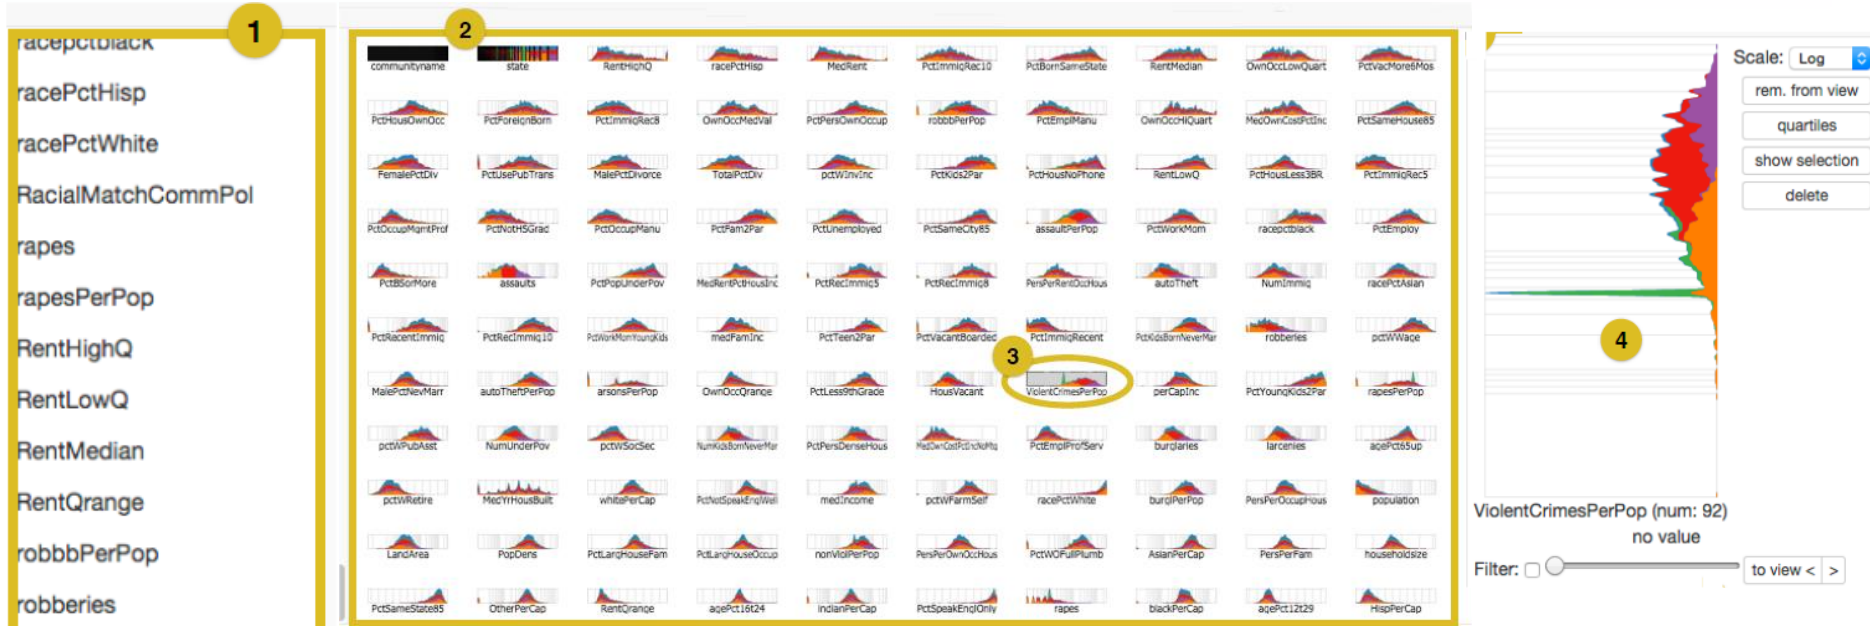 1
racepctblack
racePctHisp
racePctWhite
RacialMatchCommPol
rapes
rapesPerPop
RentHighQ
RentLowQ
RentMedian
RentQrange
robbbPerPop
robberies
2
communityname state RentHighQ racePctHisp MedRent PctImmigRec10 PctBornSameState RentMedian OwnOccLowQuart PctVacMore6Mos
PctHousOwnOcc PctForeignBorn PctImmigRec8 OwnOccMedVal PctPersOwnOccup robbbPerPop PctEmplManu OwnOccHiQuart MedOwnCostPctInc PctSameHouse85
FemalePctDiv PctUsePubTrans MalePctDivorce TotalPctDiv pctWInvInc PctKids2Par PctHousNoPhone RentLowQ PctHousLess3BR PctImmigRec5
PctOccupMgmtProf PctNotHSGrad PctOccupManu PctFam2Par PctUnemployed PctSameCity85 assaultPerPop PctWorkMom racepctblack PctEmploy
PctBSorMore assaults PctPopUnderPov MedRentPctHousInc PctRecImmig5 PctRecImmig8 PersPerRentOccHous autoTheft NumImmig racePctAsian
PctRecentImmig PctRecImmig10 PctWorkMomYoungKids medFamInc PctTeen2Par PctVacantBoarded PctImmigRecent PctKidsBornNeverMar robberies pctWWage
3
MalePctNevMarr autoTheftPerPop arsonsPerPop OwnOccQrange PctLess9thGrade HousVacant ViolentCrimesPerPop perCapInc PctYoungKids2Par rapesPerPop
pctWPubAsst NumUnderPov pctWSocSec NumKidsBornNeverMar PctPersDenseHous MedOwnCostPctIncNoMtg PctEmplProfServ burglaries larcenies agePct65up
pctWRetire MedYrHousBuilt whitePerCap PctNotSpeakEnglWell medIncome pctWFarmSelf racePctWhite burglPerPop PersPerOccupHous population
LandArea PopDens PctLargHouseFam PctLargHouseOccup nonViolPerPop PersPerOwnOccHous PctWOFullPlumb AsianPerCap PersPerFam householdsize
PctSameState85 OtherPerCap RentQrange agePct16t24 indianPerCap PctSpeakEnglOnly rapes blackPerCap agePct12t29 HispPerCap
Scale: Log
rem. from view
quartiles
show selection
delete
4
ViolentCrimesPerPop (num: 92)
no value
Filter: to view < >